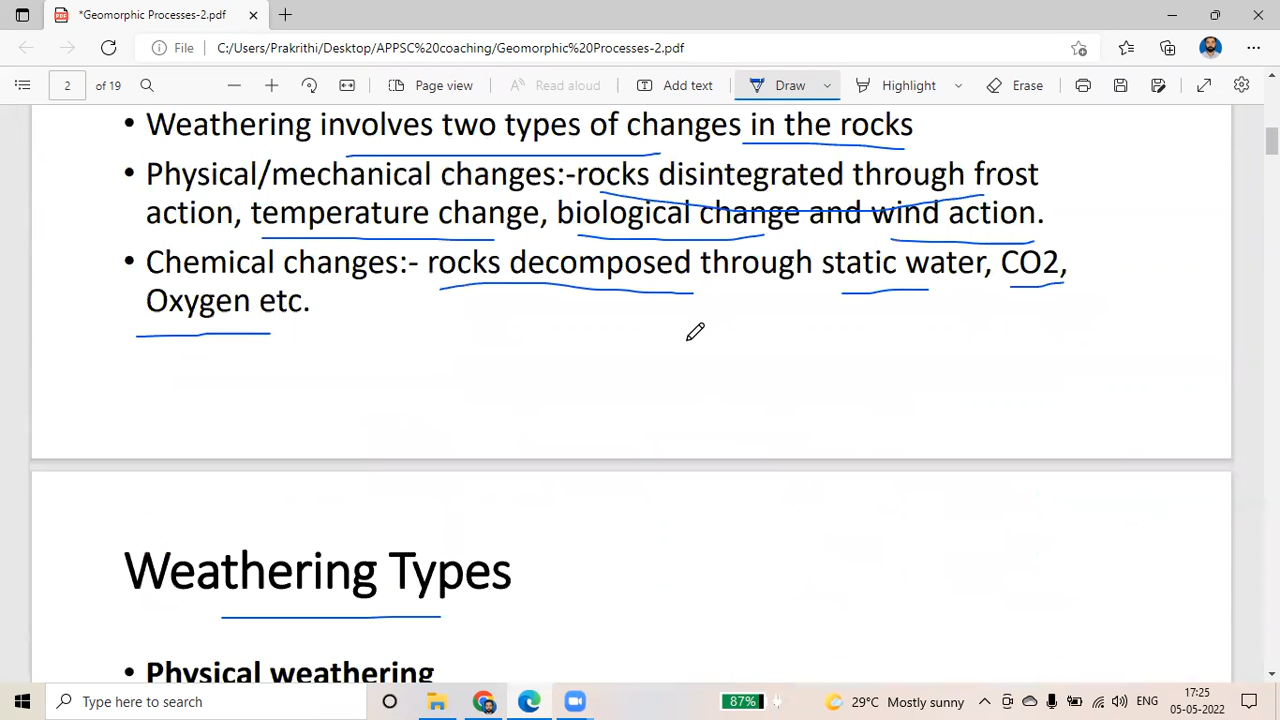 *Geomorphic Processes-2.pdf
File C:/Users/Prakrithi/Desktop/APPSC%20coaching/Geomorphic%20Processes-2.pdf
2 of 19 Page view Read aloud Add text Draw Highlight Erase
• Weathering involves two types of changes in the rocks
• Physical/mechanical changes:-rocks disintegrated through frost
action, temperature change, biological change and wind action.
• Chemical changes:- rocks decomposed through static water, CO2,
Oxygen etc.
Weathering Types
• Physical weathering
Type here to search 87% 29°C Mostly sunny ENG 17:25
05-05-2022